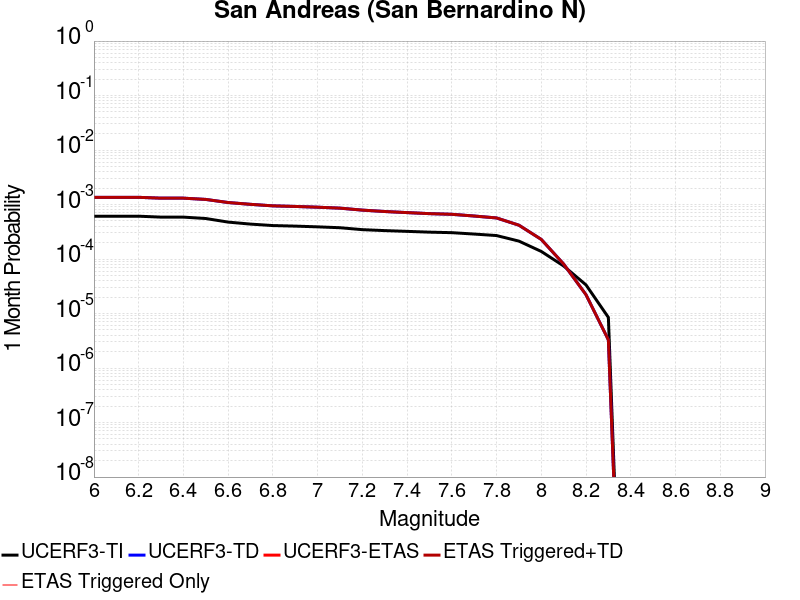 San Andreas (San Bernardino N)
1 Month Probability
10^0
10^-1
10^-2
10^-3
10^-4
10^-5
10^-6
10^-7
10^-8
6 6.2 6.4 6.6 6.8 7 7.2 7.4 7.6 7.8 8 8.2 8.4 8.6 8.8 9
Magnitude
UCERF3-TI UCERF3-TD UCERF3-ETAS ETAS Triggered+TD
ETAS Triggered Only